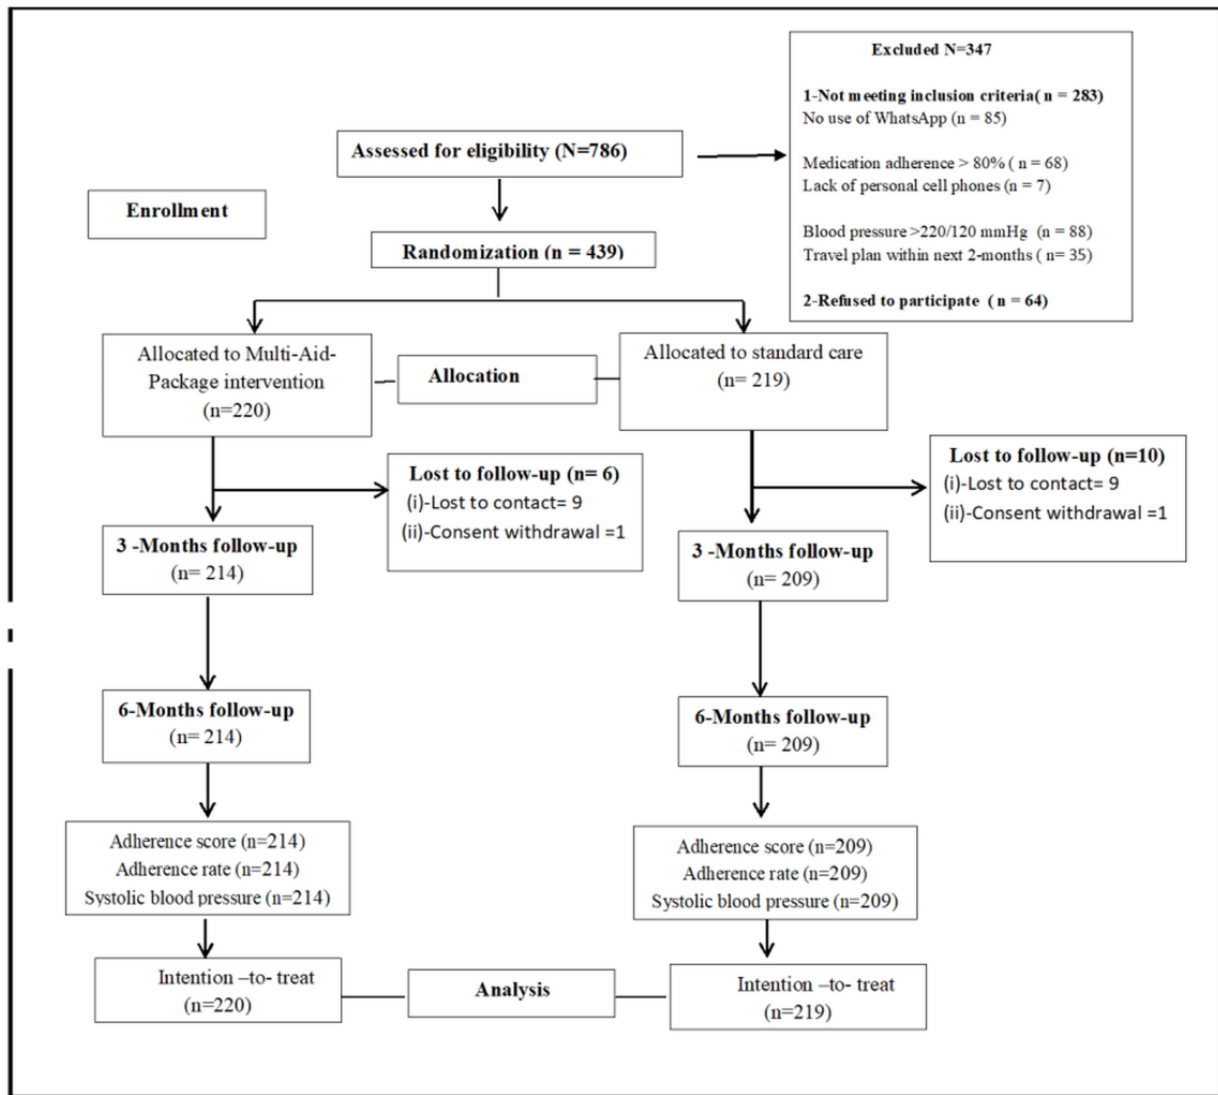 Excluded N=347
1-Not meeting inclusion criteria( n = 283)
No use of WhatsApp (n = 85)
Medication adherence > 80% ( n = 68)
Lack of personal cell phones (n = 7)
Blood pressure >220/120 mmHg (n = 88)
Travel plan within next 2-months ( n= 35)
2-Refused to participate ( n = 64)
Assessed for eligibility (N=786)
Enrollment
Randomization (n = 439)
Allocated to Multi-Aid-
Package intervention
(n=220)
Allocation
Allocated to standard care
(n= 219)
Lost to follow-up (n= 6)
(i)-Lost to contact= 9
(ii)-Consent withdrawal =1
Lost to follow-up (n=10)
(i)-Lost to contact= 9
(ii)-Consent withdrawal =1
3 -Months follow-up
(n= 214)
3 -Months follow-up
(n= 209)
6-Months follow-up
(n= 214)
6-Months follow-up
(n= 209)
Adherence score (n=214)
Adherence rate (n=214)
Systolic blood pressure (n=214)
Adherence score (n=209)
Adherence rate (n=209)
Systolic blood pressure (n=209)
Intention –to- treat
(n=220)
Analysis
Intention –to- treat
(n=219)